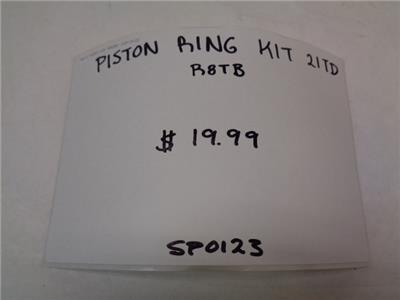 PISTON RING KIT 21TD
R8TB
$ 19.99
SP0123